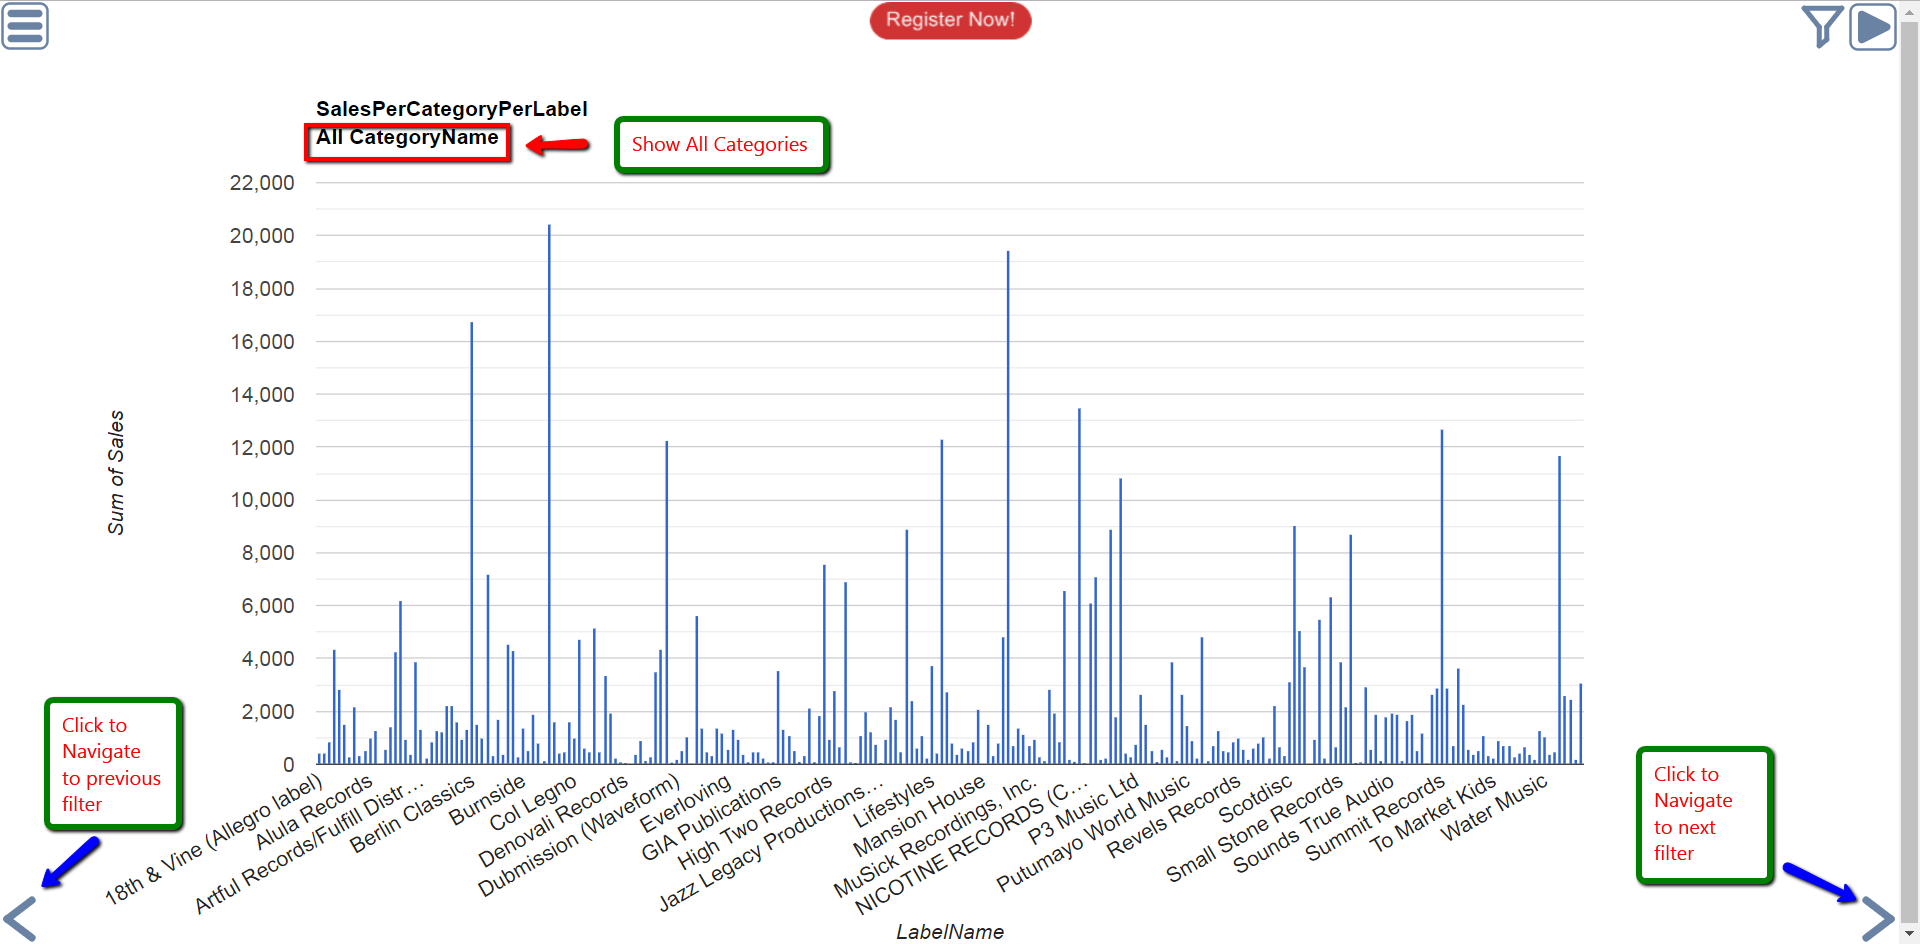 Register Now!
SalesPerCategoryPerLabel
All CategoryName
Show All Categories
22,000
20,000
18,000
16,000
14,000
12,000
10,000
8,000
6,000
4,000
2,000
0
Sum of Sales
18th & Vine (Allegro label)
Alula Records
Artful Records/Fulfill Distr…
Berlin Classics
Burnside
Col Legno
Denovali Records
Dubmission (Waveform)
Everloving
GIA Publications
High Two Records
Jazz Legacy Productions…
Lifestyles
Mansion House
MuSick Recordings, Inc.
NICOTINE RECORDS (C…
P3 Music Ltd
Putumayo World Music
Revels Records
Scotdisc
Small Stone Records
Sounds True Audio
Summit Records
To Market Kids
Water Music
LabelName
Click to
Navigate
to previous
filter
Click to
Navigate
to next
filter